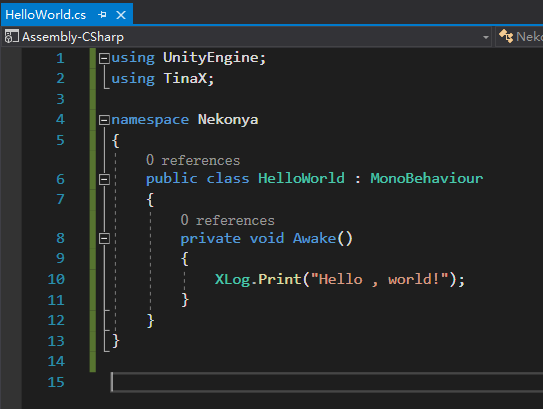 HelloWorld.cs
Assembly-CSharp
Neko
1 using UnityEngine;
2 using TinaX;
3
4 namespace Nekonya
5 {
0 references
6 public class HelloWorld : MonoBehaviour
7 {
0 references
8 private void Awake()
9 {
10 XLog.Print("Hello , world!");
11 }
12 }
13 }
14
15